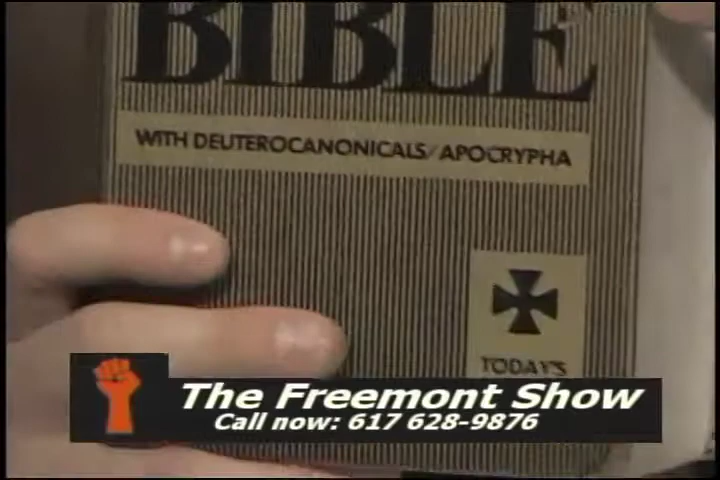 BIBLE
WITH DEUTEROCANONICALS/APOCRYPHA
TODAY'S
The Freemont Show
Call now: 617 628-9876